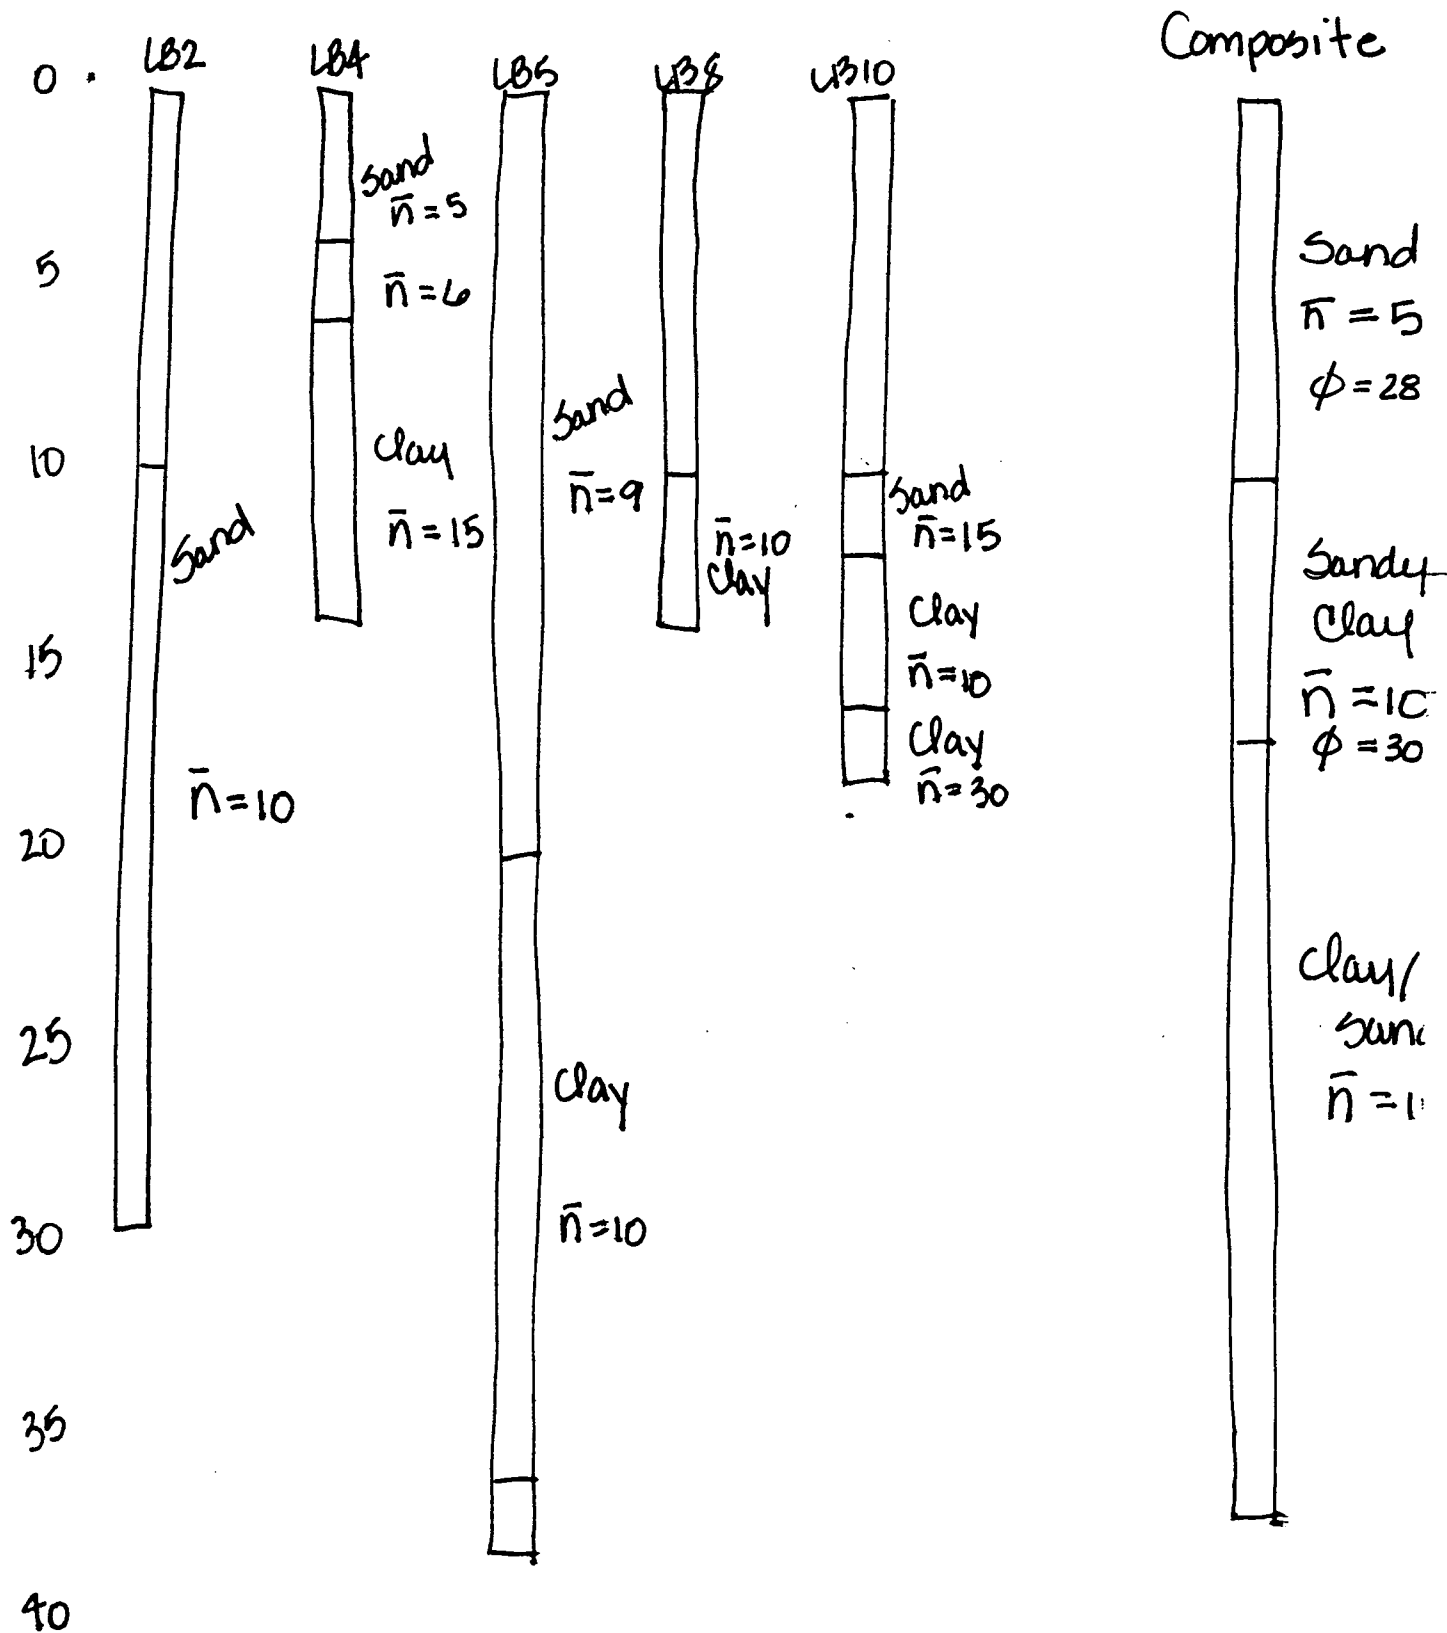 Composite
0 LB2 LB4 LB5 LB8 LB10
Sand
n̄ = 5
5
n̄ = 6
Sand
n̄ = 5
ϕ = 28
10
Sand
Clay
n̄ = 15
Sand
n̄ = 9
n̄ = 10
Clay
Sand
n̄ = 15
Clay
n̄ = 10
Clay
n̄ = 30
Sandy
Clay
n̄ = 10
ϕ = 30
15
n̄ = 10
20
Clay/
25
Clay
n̄ = 10
30
35
40